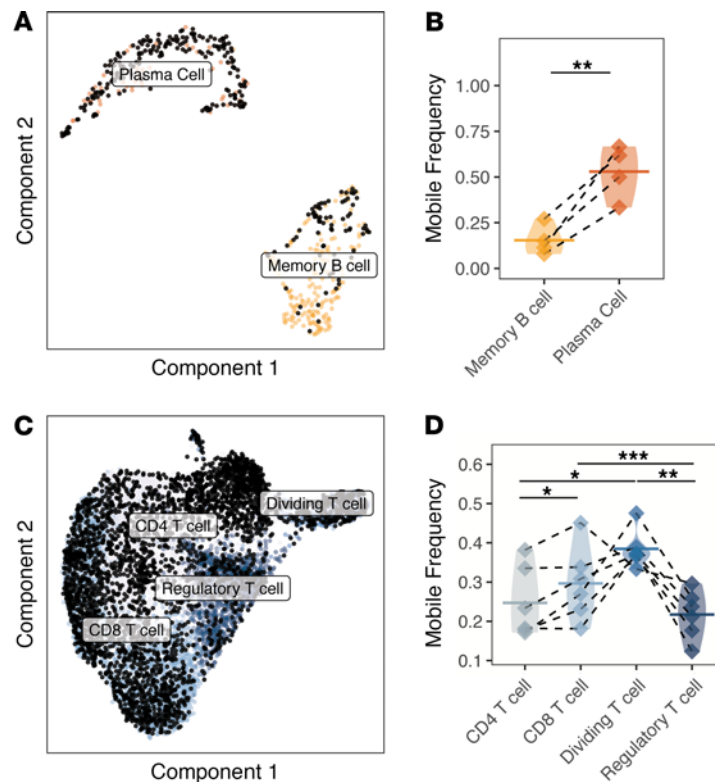 A
Plasma Cell
Memory B cell
Component 2
Component 1
B
**
1.00
0.75
0.50
0.25
0.00
Mobile Frequency
Memory B cell
Plasma Cell
C
Dividing T cell
CD4 T cell
Regulatory T cell
CD8 T cell
Component 2
Component 1
D
***
*
**
*
0.6
0.5
0.4
0.3
0.2
0.1
Mobile Frequency
CD4 T cell
CD8 T cell
Dividing T cell
Regulatory T cell